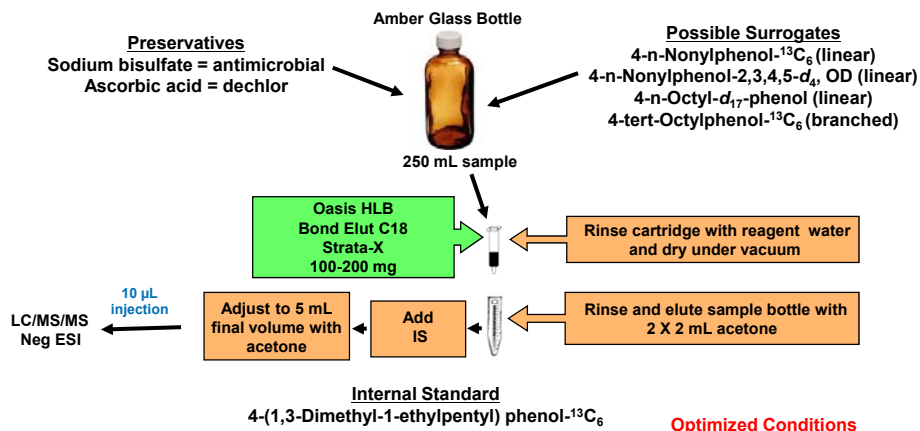 Amber Glass Bottle
Preservatives
Sodium bisulfate = antimicrobial
Ascorbic acid = dechlor
Possible Surrogates
4-n-Nonylphenol-¹³C₆ (linear)
4-n-Nonylphenol-2,3,4,5-d₄, OD (linear)
4-n-Octyl-d₁₇-phenol (linear)
4-tert-Octylphenol-¹³C₆ (branched)
250 mL sample
Oasis HLB
Bond Elut C18
Strata-X
100-200 mg
Rinse cartridge with reagent water
and dry under vacuum
LC/MS/MS
Neg ESI
10 µL
injection
Adjust to 5 mL
final volume with
acetone
Add
IS
Rinse and elute sample bottle with
2 X 2 mL acetone
Internal Standard
4-(1,3-Dimethyl-1-ethylpentyl) phenol-¹³C₆
Optimized Conditions